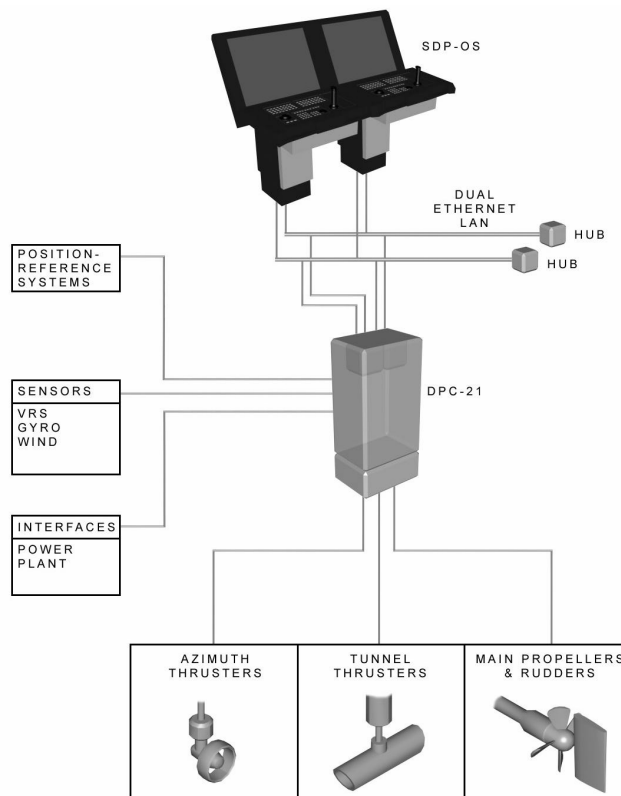 SDP-OS
DUAL
ETHERNET
LAN
HUB
HUB
POSITION-
REFERENCE
SYSTEMS
DPC-21
SENSORS
VRS
GYRO
WIND
INTERFACES
POWER
PLANT
AZIMUTH
THRUSTERS
TUNNEL
THRUSTERS
MAIN PROPELLERS
& RUDDERS